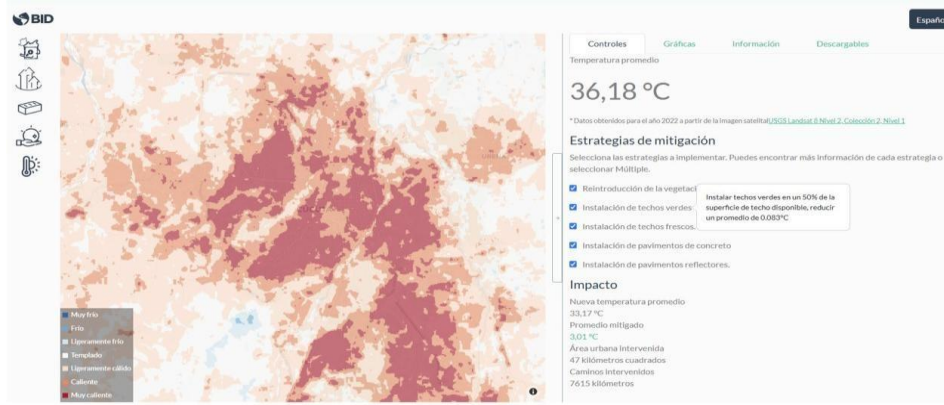 BID
Español
Controles Gráficas Información Descargables
Temperatura promedio
36,18 °C
* Datos obtenidos para el año 2022 a partir de la imagen satelital USGS Landsat 8 Nivel 2, Colección 2, Nivel 1
Estrategias de mitigación
Selecciona las estrategias a implementar. Puedes encontrar más información de cada estrategia o
seleccionar Múltiple.
Reintroducción de la vegetaci
Instalación de techos verdes
Instalación de techos frescos.
Instalación de pavimentos de concreto
Instalación de pavimentos reflectores.
Instalar techos verdes en un 50% de la
superficie de techo disponible, reducir
un promedio de 0.083°C
Impacto
Nueva temperatura promedio
33,17 °C
Promedio mitigado
3,01 °C
Área urbana intervenida
47 kilómetros cuadrados
Caminos intervenidos
7615 kilómetros
Muy frío
Frío
Ligeramente frío
Templado
Ligeramente cálido
Caliente
Muy caliente